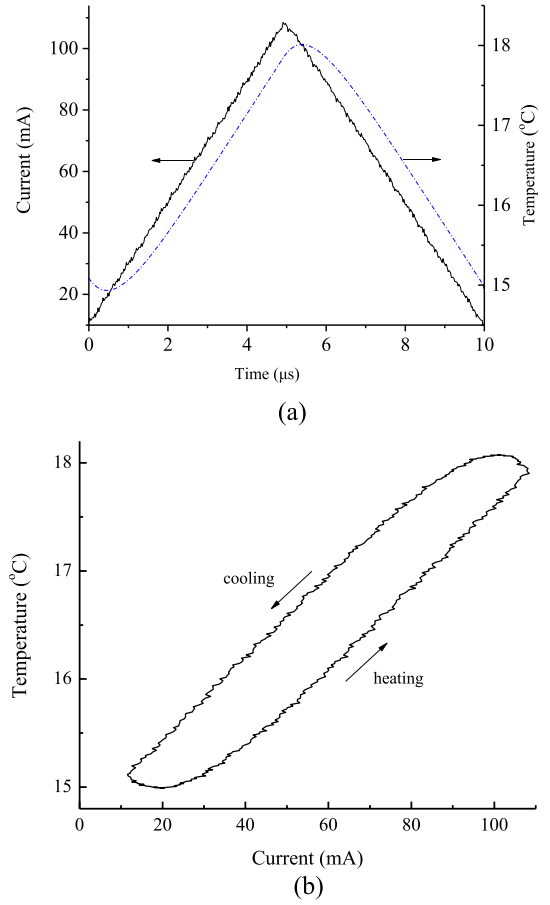 100
80
60
40
20
Current (mA)
18
17
16
15
Temperature (°C)
0 2 4 6 8 10
Time (μs)
(a)
18
17
16
15
Temperature (°C)
cooling
heating
0 20 40 60 80 100
Current (mA)
(b)